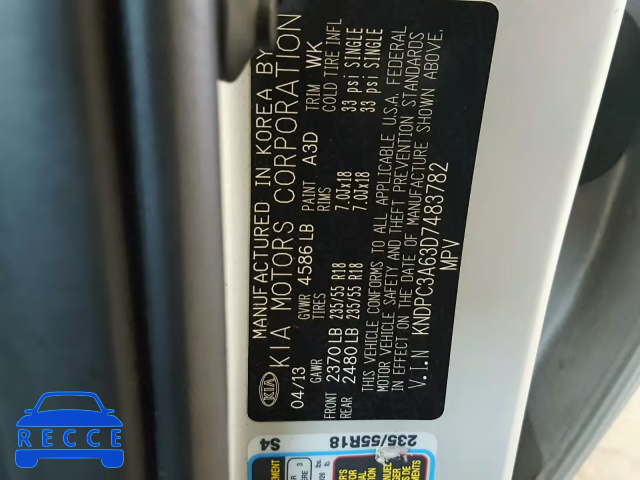 MANUFACTURED IN KOREA BY
KIA KIA MOTORS CORPORATION
04/13 GVWR 4586 LB PAINT A3D TRIM WK
GAWR TIRES RIMS COLD TIRE INFL
FRONT 2370 LB 235/55 R18 7.0Jx18 33 psi SINGLE
REAR 2480 LB 235/55 R18 7.0Jx18 33 psi SINGLE
THIS VEHICLE CONFORMS TO ALL APPLICABLE U.S.A. FEDERAL
MOTOR VEHICLE SAFETY AND THEFT PREVENTION STANDARDS
IN EFFECT ON THE DATE OF MANUFACTURE SHOWN ABOVE.
V.I.N KNDPC3A63D7483782
MPV
235/55R18 S4
RECCE